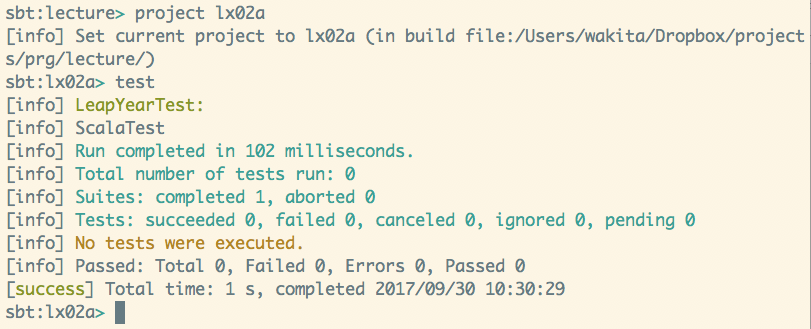 sbt:lecture> project lx02a
[info] Set current project to lx02a (in build file:/Users/wakita/Dropbox/project
s/prg/lecture/)
sbt:lx02a> test
[info] LeapYearTest:
[info] ScalaTest
[info] Run completed in 102 milliseconds.
[info] Total number of tests run: 0
[info] Suites: completed 1, aborted 0
[info] Tests: succeeded 0, failed 0, canceled 0, ignored 0, pending 0
[info] No tests were executed.
[info] Passed: Total 0, Failed 0, Errors 0, Passed 0
[success] Total time: 1 s, completed 2017/09/30 10:30:29
sbt:lx02a>